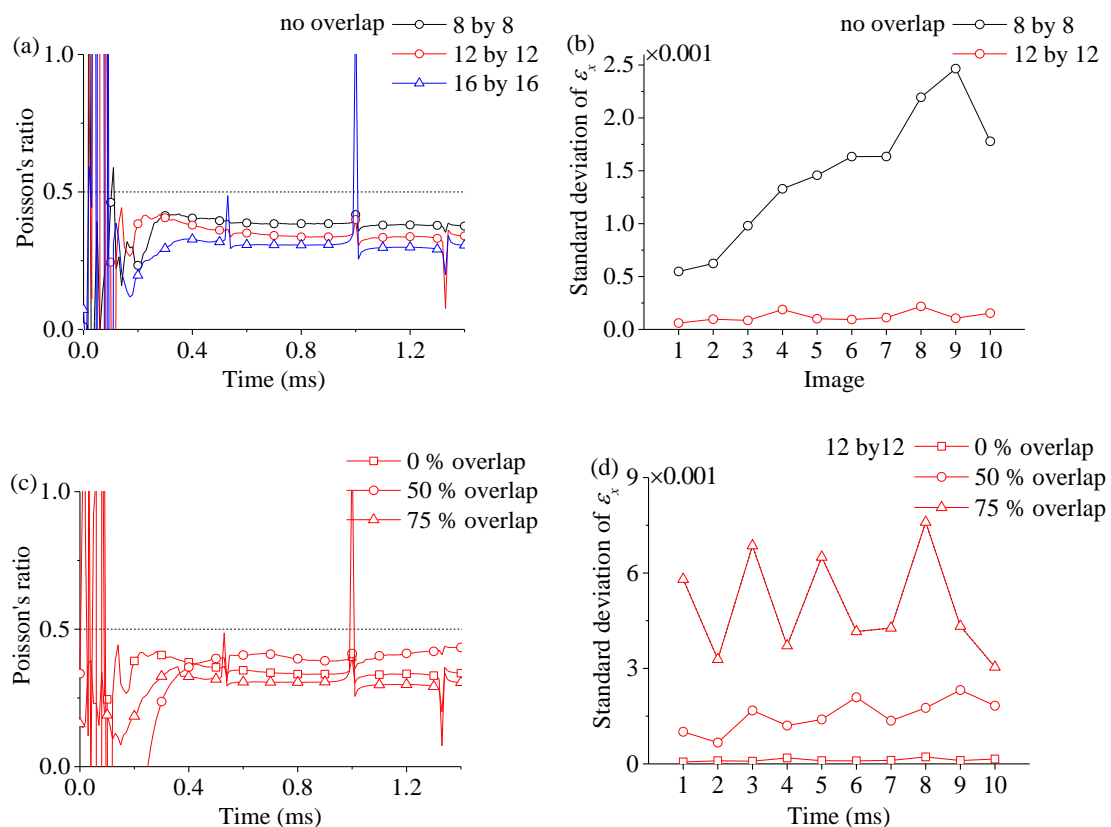 (a)
no overlap
8 by 8
12 by 12
16 by 16
1.0
0.5
0.0
Poisson's ratio
0.0 0.4 0.8 1.2
Time (ms)
(b)
no overlap
8 by 8
12 by 12
×0.001
2.5
2.0
1.5
1.0
0.5
0.0
Standard deviation of εx
1 2 3 4 5 6 7 8 9 10
Image
(c)
0 % overlap
50 % overlap
75 % overlap
1.0
0.5
0.0
Poisson's ratio
0.0 0.4 0.8 1.2
Time (ms)
(d)
12 by12
0 % overlap
50 % overlap
75 % overlap
×0.001
9
6
3
0
Standard deviation of εx
1 2 3 4 5 6 7 8 9 10
Time (ms)